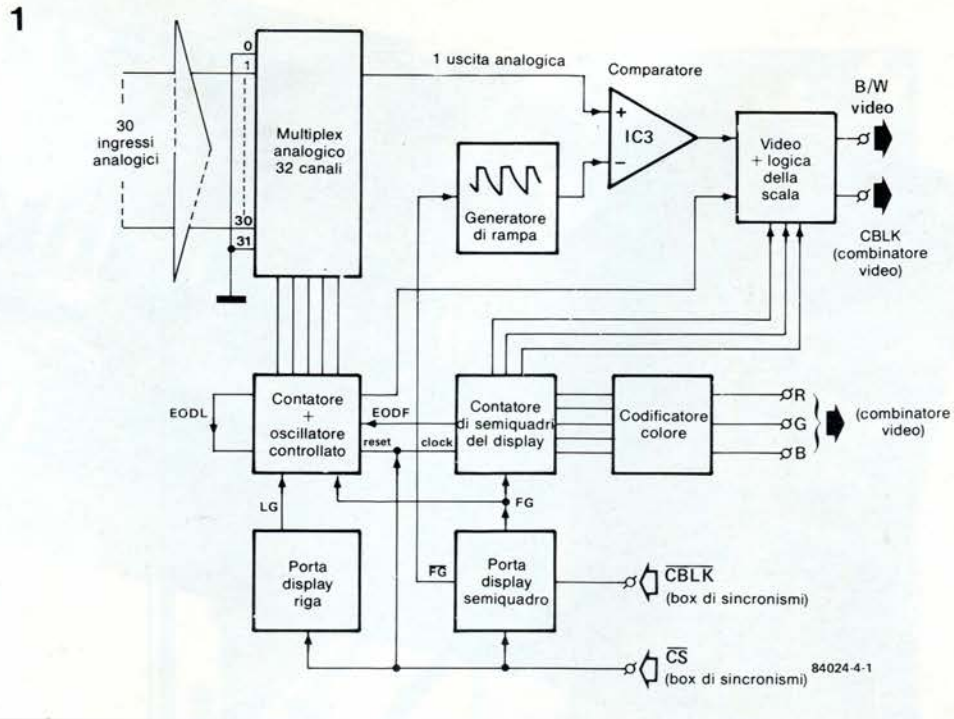 1
0
1
30
ingressi
analogici
30
31
Multiplex
analogico
32 canali
1 uscita analogica
Comparatore
+
IC3
−
Generatore
di rampa
Video
+ logica
della
scala
B/W
video
CBLK
(combinatore
video)
EODL
Contatore
+
oscillatore
controllato
EODF
reset
clock
Contatore
di semiquadri
del display
Codificatore
colore
R
G
B
(combinatore
video)
LG
FG
Porta
display
riga
FG
Porta
display
semiquadro
CBLK
(box di sincronismi)
CS
(box di sincronismi)
84024-4-1